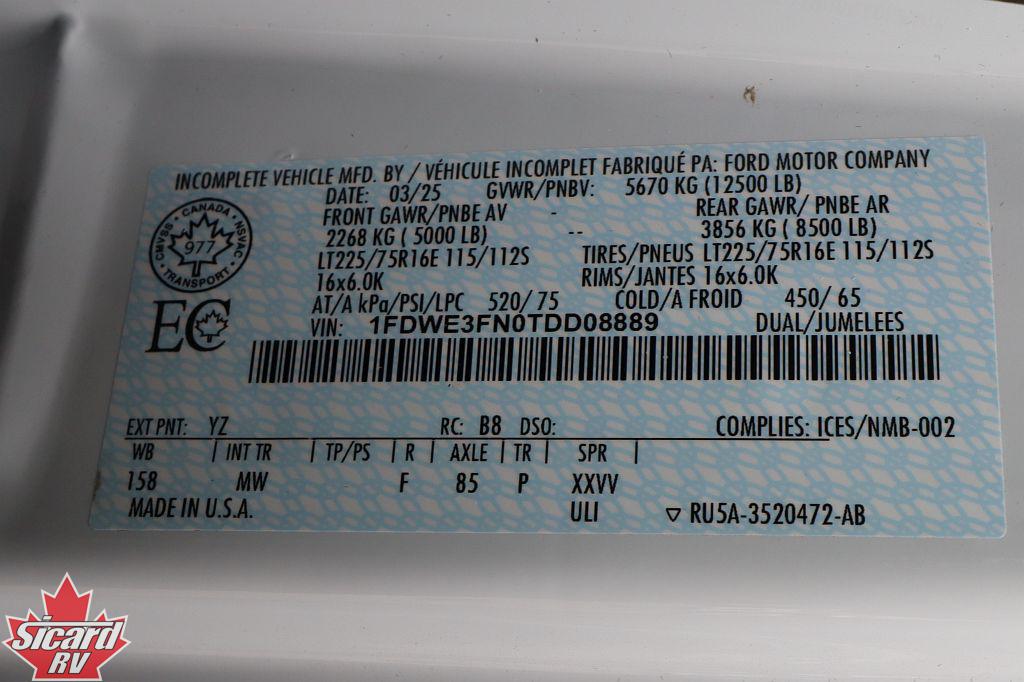 INCOMPLETE VEHICLE MFD. BY / VÉHICULE INCOMPLET FABRIQUÉ PA: FORD MOTOR COMPANY
DATE: 03/25 GVWR/PNBV: 5670 KG (12500 LB)
FRONT GAWR/PNBE AV - REAR GAWR/ PNBE AR
2268 KG ( 5000 LB) -- 3856 KG ( 8500 LB)
LT225/75R16E 115/112S TIRES/PNEUS LT225/75R16E 115/112S
16x6.0K RIMS/JANTES 16x6.0K
AT/A kPa/PSI/LPC 520/ 75 COLD/A FROID 450/ 65
VIN: 1FDWE3FN0TDD08889 DUAL/JUMELEES
CMVSS • CANADA • NSVAC
977
• TRANSPORT •
EC
EXT PNT: YZ RC: B8 DSO: COMPLIES: ICES/NMB-002
WB | INT TR | TP/PS | R | AXLE | TR | SPR |
158 MW F 85 P XXVV
MADE IN U.S.A. ULI ▽ RU5A-3520472-AB
Sicard
RV